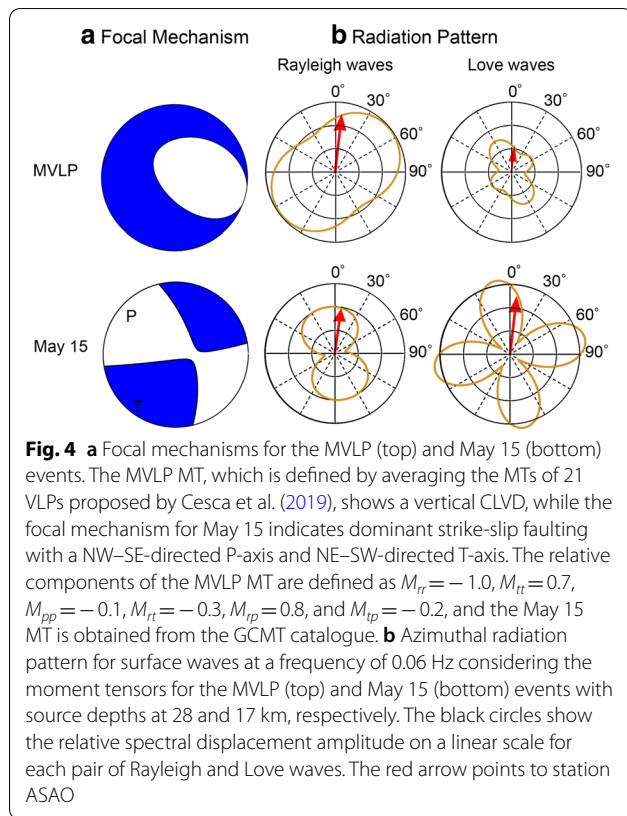 a Focal Mechanism
b Radiation Pattern
Rayleigh waves
Love waves
MVLP
0°
30°
60°
90°
0°
30°
60°
90°
May 15
P
T
0°
30°
60°
90°
0°
30°
60°
90°
Fig. 4 a Focal mechanisms for the MVLP (top) and May 15 (bottom)
events. The MVLP MT, which is defined by averaging the MTs of 21
VLPs proposed by Cesca et al. (2019), shows a vertical CLVD, while the
focal mechanism for May 15 indicates dominant strike-slip faulting
with a NW–SE-directed P-axis and NE–SW-directed T-axis. The relative
components of the MVLP MT are defined as Mrr = − 1.0, Mtt = 0.7,
Mpp = − 0.1, Mrt = − 0.3, Mrp = 0.8, and Mtp = − 0.2, and the May 15
MT is obtained from the GCMT catalogue. b Azimuthal radiation
pattern for surface waves at a frequency of 0.06 Hz considering the
moment tensors for the MVLP (top) and May 15 (bottom) events with
source depths at 28 and 17 km, respectively. The black circles show
the relative spectral displacement amplitude on a linear scale for
each pair of Rayleigh and Love waves. The red arrow points to station
ASAO